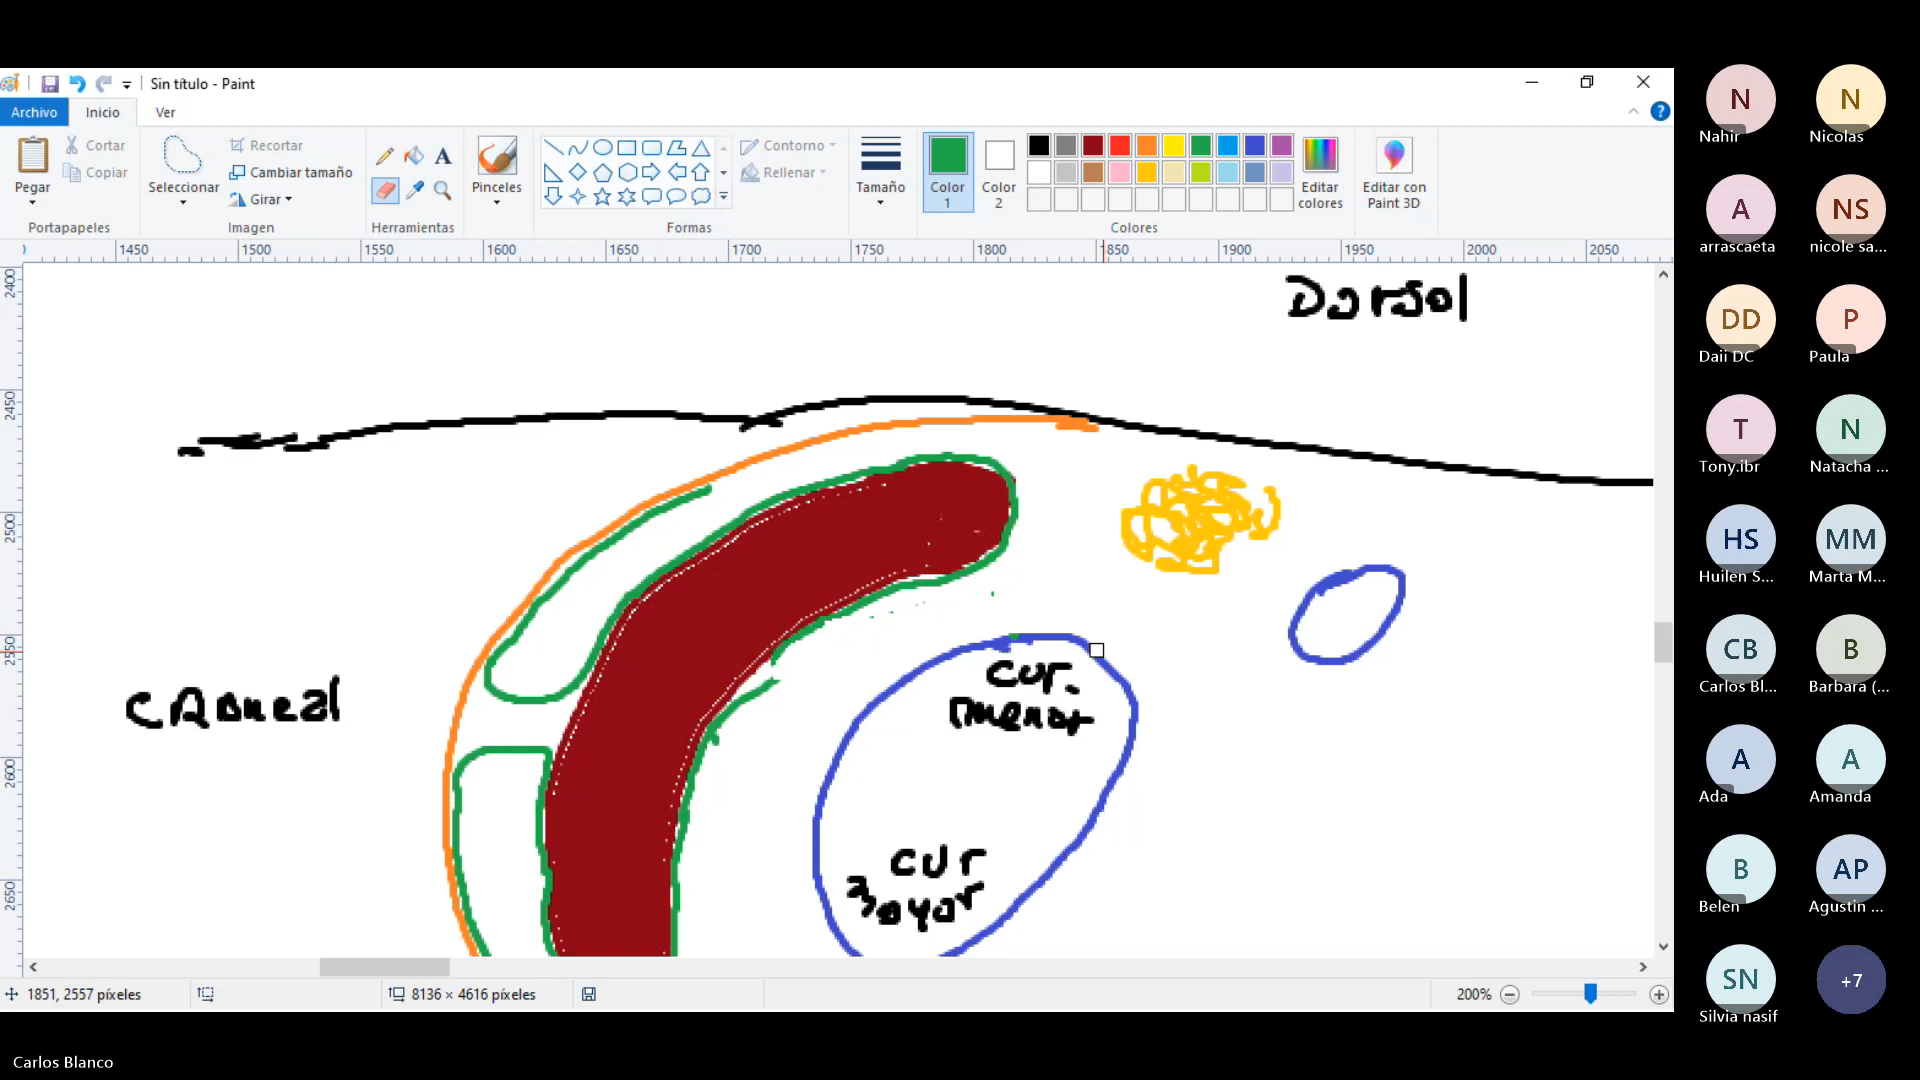 Sin título - Paint
Archivo
Inicio
Ver
Pegar
Cortar
Copiar
Portapapeles
Seleccionar
Recortar
Cambiar tamaño
Girar
Imagen
A
Herramientas
Pinceles
Formas
Contorno
Rellenar
Tamaño
Color
1
Color
2
Editar
colores
Colores
Editar con
Paint 3D
1450
1500
1550
1600
1650
1700
1750
1800
1850
1900
1950
2000
2050
2400
2450
2500
2550
2600
2650
Dorsol
CRaneal
cur.
menor
cur
mayor
1851, 2557 píxeles
8136 × 4616 píxeles
200%
N
Nahir
N
Nicolas
A
arrascaeta
NS
nicole sa...
DD
Daii DC
P
Paula
T
Tony.ibr
N
Natacha ...
HS
Huilen S...
MM
Marta M...
CB
Carlos Bl...
B
Barbara (...
A
Ada
A
Amanda
B
Belen
AP
Agustin ...
SN
Silvia nasif
+7
Carlos Blanco